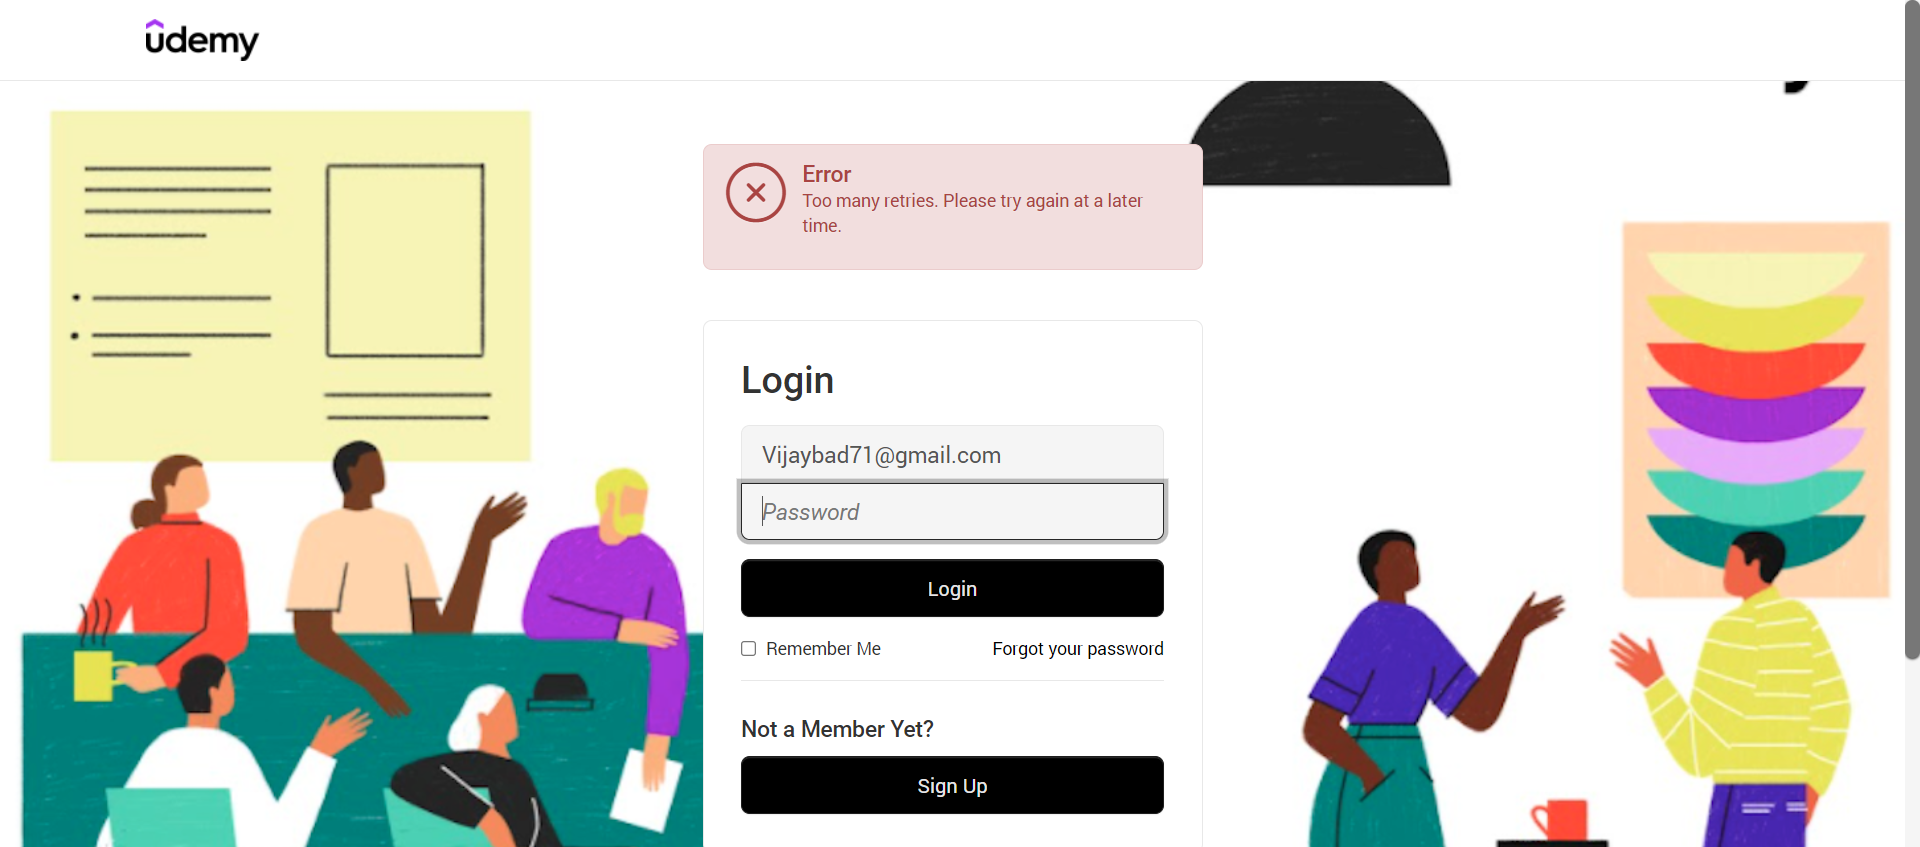 udemy
Error
Too many retries. Please try again at a later
time.
Login
Vijaybad71@gmail.com
Password
Login
Remember Me
Forgot your password
Not a Member Yet?
Sign Up